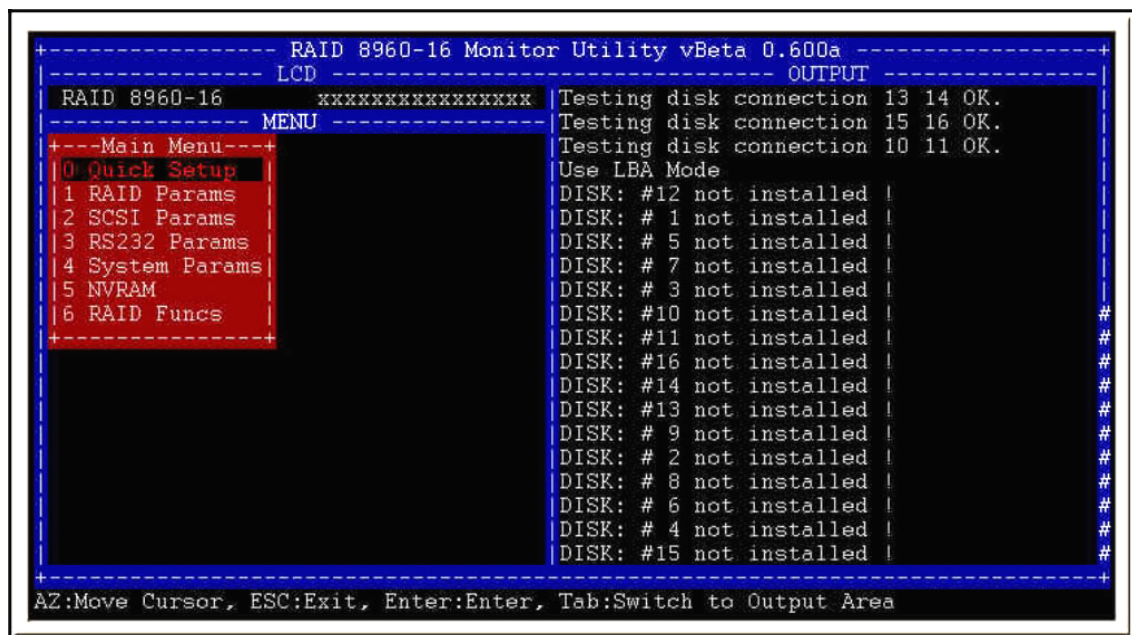 RAID 8960-16 Monitor Utility vBeta 0.600a
LCD
RAID 8960-16 xxxxxxxxxxxxxxxx
MENU
Main Menu
0 Quick Setup
1 RAID Params
2 SCSI Params
3 RS232 Params
4 System Params
5 NVRAM
6 RAID Funcs
OUTPUT
Testing disk connection 13 14 OK.
Testing disk connection 15 16 OK.
Testing disk connection 10 11 OK.
Use LBA Mode
DISK: #12 not installed !
DISK: # 1 not installed !
DISK: # 5 not installed !
DISK: # 7 not installed !
DISK: # 3 not installed !
DISK: #10 not installed !
DISK: #11 not installed !
DISK: #16 not installed !
DISK: #14 not installed !
DISK: #13 not installed !
DISK: # 9 not installed !
DISK: # 2 not installed !
DISK: # 8 not installed !
DISK: # 6 not installed !
DISK: # 4 not installed !
DISK: #15 not installed !
AZ:Move Cursor, ESC:Exit, Enter:Enter, Tab:Switch to Output Area